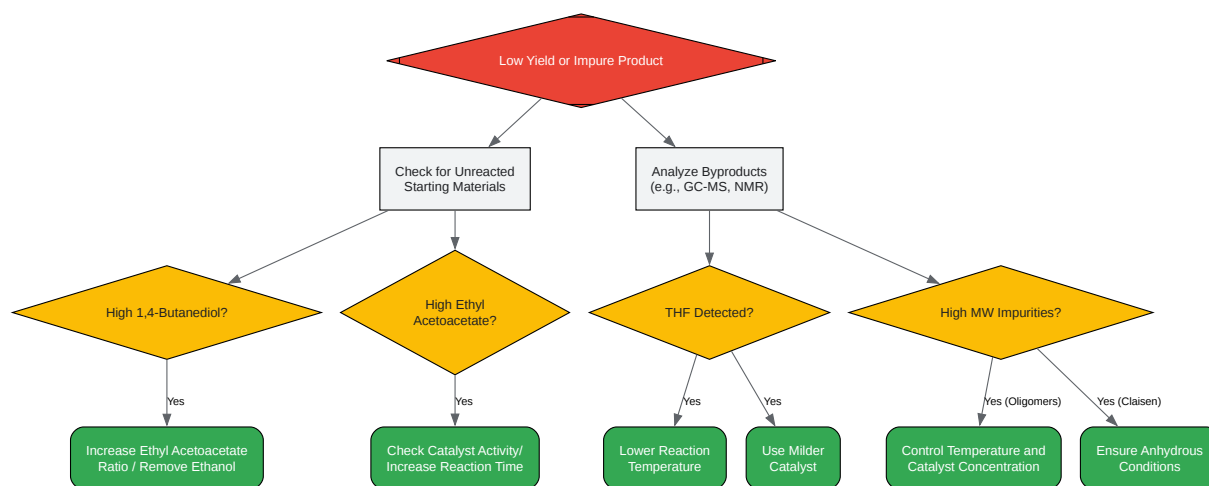 Low Yield or Impure Product
Check for Unreacted
Starting Materials
Analyze Byproducts
(e.g., GC-MS, NMR)
High 1,4-Butanediol?
High Ethyl
Acetoacetate?
THF Detected?
High MW Impurities?
Yes
Yes
Yes
Yes
Yes (Oligomers)
Yes (Claisen)
Increase Ethyl Acetoacetate
Ratio / Remove Ethanol
Check Catalyst Activity/
Increase Reaction Time
Lower Reaction
Temperature
Use Milder
Catalyst
Control Temperature and
Catalyst Concentration
Ensure Anhydrous
Conditions